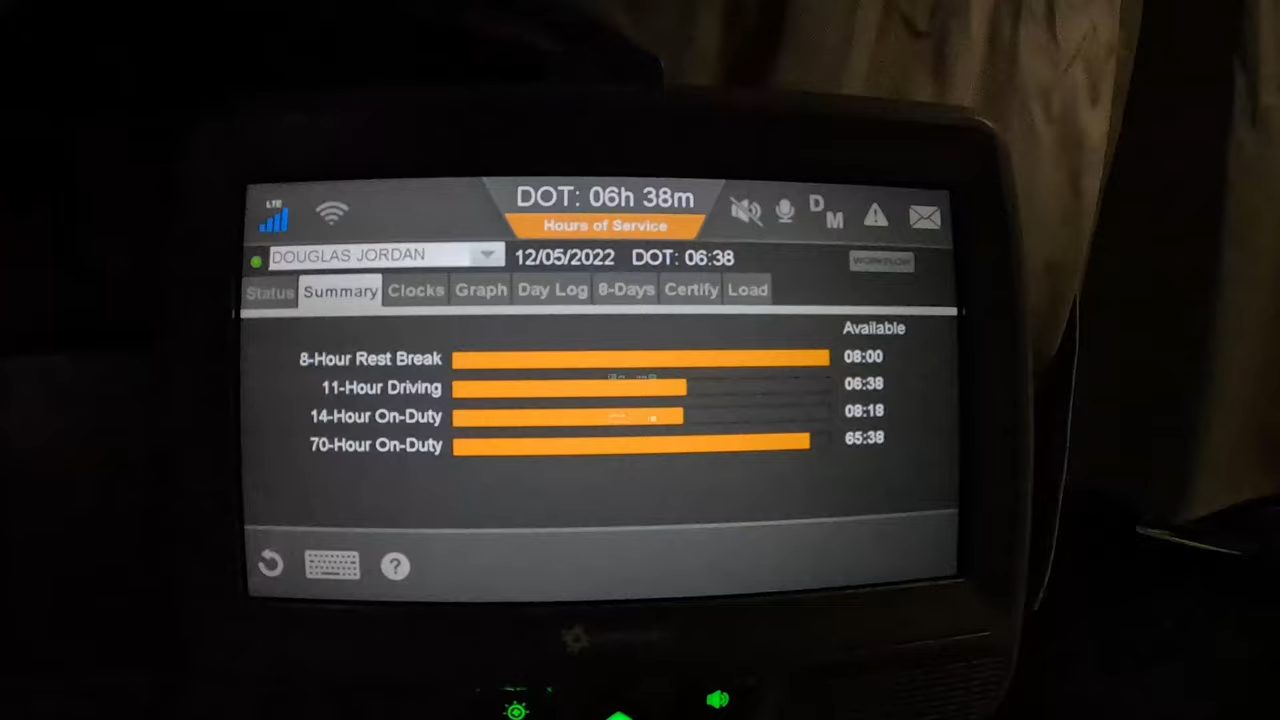 LTE
DOT: 06h 38m
D
M
Hours of Service
DOUGLAS JORDAN 12/05/2022 DOT: 06:38 WORKFLOW
Status Summary Clocks Graph Day Log 8-Days Certify Load
Available
8-Hour Rest Break 08:00
11-Hour Driving 06:38
14-Hour On-Duty 08:18
70-Hour On-Duty 65:38
?